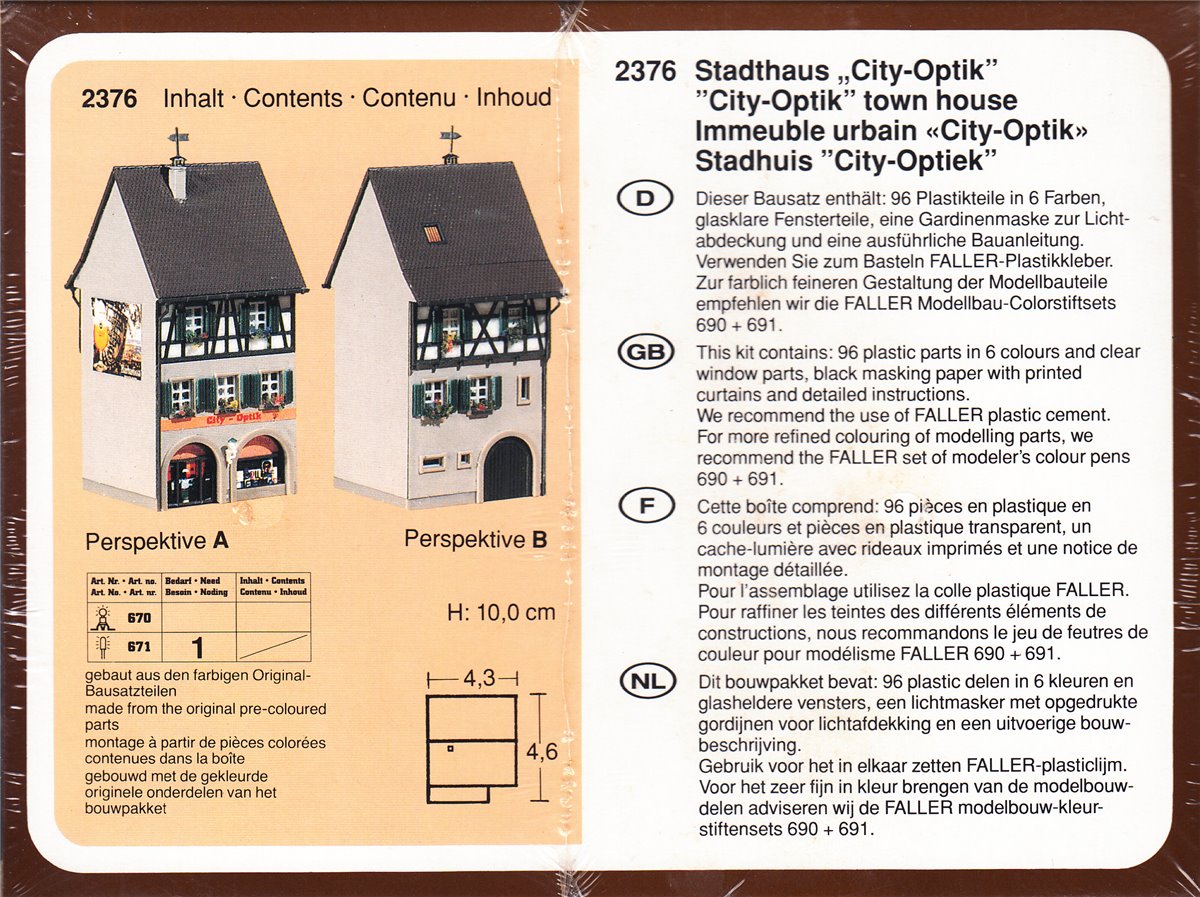 2376 Inhalt · Contents · Contenu · Inhoud
City - Optik
Perspektive A
Perspektive B
Art. Nr. · Art. no.
Art. No. · Art. nr.
Bedarf · Need
Besoin · Noding
Inhalt · Contents
Contenu · Inhoud
670
671 1
H: 10,0 cm
4,3
4,6
gebaut aus den farbigen Original-
Bausatzteilen
made from the original pre-coloured
parts
montage à partir de pièces colorées
contenues dans la boîte
gebouwd met de gekleurde
originele onderdelen van het
bouwpakket
2376 Stadthaus „City-Optik”
”City-Optik” town house
Immeuble urbain «City-Optik»
Stadhuis ”City-Optiek”
D
Dieser Bausatz enthält: 96 Plastikteile in 6 Farben,
glasklare Fensterteile, eine Gardinenmaske zur Licht-
abdeckung und eine ausführliche Bauanleitung.
Verwenden Sie zum Basteln FALLER-Plastikkleber.
Zur farblich feineren Gestaltung der Modellbauteile
empfehlen wir die FALLER Modellbau-Colorstiftsets
690 + 691.
GB
This kit contains: 96 plastic parts in 6 colours and clear
window parts, black masking paper with printed
curtains and detailed instructions.
We recommend the use of FALLER plastic cement.
For more refined colouring of modelling parts, we
recommend the FALLER set of modeler's colour pens
690 + 691.
F
Cette boîte comprend: 96 pièces en plastique en
6 couleurs et pièces en plastique transparent, un
cache-lumière avec rideaux imprimés et une notice de
montage détaillée.
Pour l'assemblage utilisez la colle plastique FALLER.
Pour raffiner les teintes des différents éléments de
constructions, nous recommandons le jeu de feutres de
couleur pour modélisme FALLER 690 + 691.
NL
Dit bouwpakket bevat: 96 plastic delen in 6 kleuren en
glasheldere vensters, een lichtmasker met opgedrukte
gordijnen voor lichtafdekking en een uitvoerige bouw-
beschrijving.
Gebruik voor het in elkaar zetten FALLER-plasticlijm.
Voor het zeer fijn in kleur brengen van de modelbouw-
delen adviseren wij de FALLER modelbouw-kleur-
stiftensets 690 + 691.